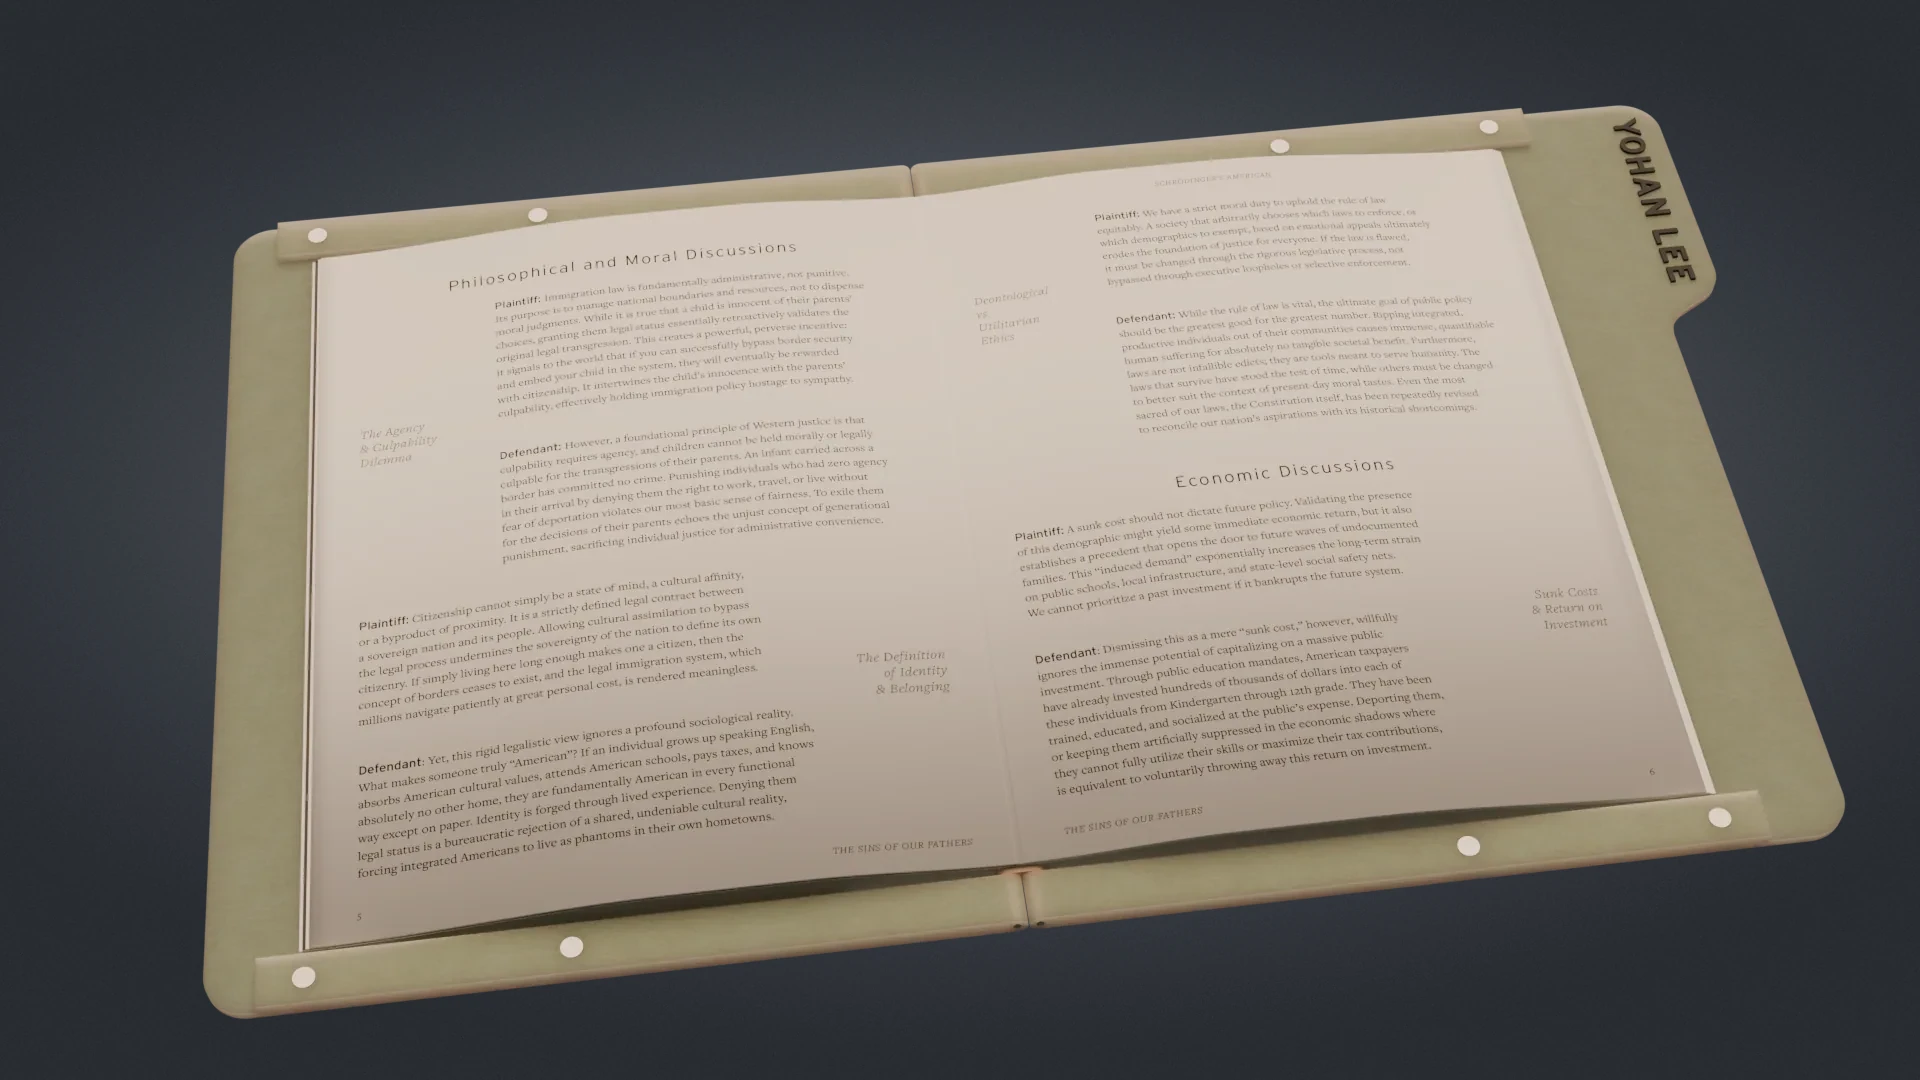 Philosophical and Moral Discussions
Plaintiff: Immigration law is fundamentally administrative, not punitive.
Its purpose is to manage national boundaries and resources, not to dispense
moral judgments. While it is true that a child is innocent of their parents'
choices, granting them legal status essentially retroactively validates the
original legal transgression. This creates a powerful, perverse incentive:
it signals to the world that if you can successfully bypass border security
and embed your child in the system, they will eventually be rewarded
with citizenship. It intertwines the child's innocence with the parents'
culpability, effectively holding immigration policy hostage to sympathy.
The Agency
& Culpability
Dilemma
Defendant: However, a foundational principle of Western justice is that
culpability requires agency, and children cannot be held morally or legally
culpable for the transgressions of their parents. An infant carried across a
border has committed no crime. Punishing individuals who had zero agency
in their arrival by denying them the right to work, travel, or live without
fear of deportation violates our most basic sense of fairness. To exile them
for the decisions of their parents echoes the unjust concept of generational
punishment, sacrificing individual justice for administrative convenience.
Plaintiff: Citizenship cannot simply be a state of mind, a cultural affinity,
or a byproduct of proximity. It is a strictly defined legal contract between
a sovereign nation and its people. Allowing cultural assimilation to bypass
the legal process undermines the sovereignty of the nation to define its own
citizenry. If simply living here long enough makes one a citizen, then the
concept of borders ceases to exist, and the legal immigration system, which
millions navigate patiently at great personal cost, is rendered meaningless.
The Definition
of Identity
& Belonging
Defendant: Yet, this rigid legalistic view ignores a profound sociological reality.
What makes someone truly “American”? If an individual grows up speaking English,
absorbs American cultural values, attends American schools, pays taxes, and knows
absolutely no other home, they are fundamentally American in every functional
way except on paper. Identity is forged through lived experience. Denying them
legal status is a bureaucratic rejection of a shared, undeniable cultural reality,
forcing integrated Americans to live as phantoms in their own hometowns.
THE SINS OF OUR FATHERS
5
SCHRÖDINGER'S AMERICAN
Plaintiff: We have a strict moral duty to uphold the rule of law
equitably. A society that arbitrarily chooses which laws to enforce, or
which demographics to exempt, based on emotional appeals ultimately
erodes the foundation of justice for everyone. If the law is flawed,
it must be changed through the rigorous legislative process, not
bypassed through executive loopholes or selective enforcement.
Deontological
vs.
Utilitarian
Ethics
Defendant: While the rule of law is vital, the ultimate goal of public policy
should be the greatest good for the greatest number. Ripping integrated,
productive individuals out of their communities causes immense, quantifiable
human suffering for absolutely no tangible societal benefit. Furthermore,
laws are not infallible edicts; they are tools meant to serve humanity. The
laws that survive have stood the test of time, while others must be changed
to better suit the context of present-day moral tastes. Even the most
sacred of our laws, the Constitution itself, has been repeatedly revised
to reconcile our nation's aspirations with its historical shortcomings.
Economic Discussions
Plaintiff: A sunk cost should not dictate future policy. Validating the presence
of this demographic might yield some immediate economic return, but it also
establishes a precedent that opens the door to future waves of undocumented
families. This “induced demand” exponentially increases the long-term strain
on public schools, local infrastructure, and state-level social safety nets.
We cannot prioritize a past investment if it bankrupts the future system.
Sunk Costs
& Return on
Investment
Defendant: Dismissing this as a mere “sunk cost,” however, willfully
ignores the immense potential of capitalizing on a massive public
investment. Through public education mandates, American taxpayers
have already invested hundreds of thousands of dollars into each of
these individuals from Kindergarten through 12th grade. They have been
trained, educated, and socialized at the public's expense. Deporting them,
or keeping them artificially suppressed in the economic shadows where
they cannot fully utilize their skills or maximize their tax contributions,
is equivalent to voluntarily throwing away this return on investment.
THE SINS OF OUR FATHERS
6
YOHAN LEE